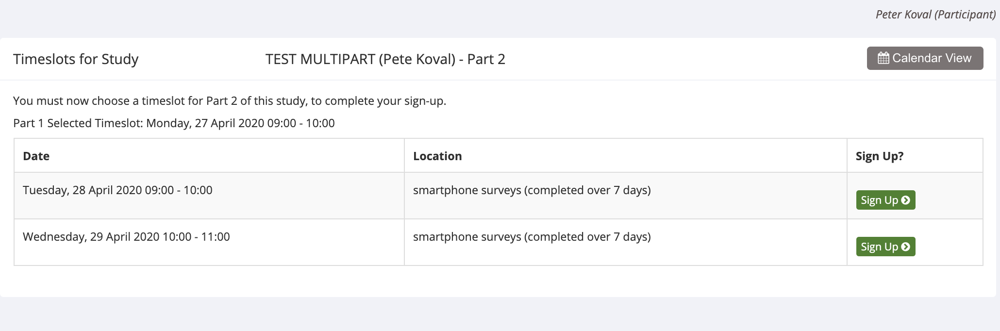 Peter Koval (Participant)
Timeslots for Study
TEST MULTIPART (Pete Koval) - Part 2
Calendar View
You must now choose a timeslot for Part 2 of this study, to complete your sign-up.
Part 1 Selected Timeslot: Monday, 27 April 2020 09:00 - 10:00
Date
Location
Sign Up?
Tuesday, 28 April 2020 09:00 - 10:00
smartphone surveys (completed over 7 days)
Sign Up
Wednesday, 29 April 2020 10:00 - 11:00
smartphone surveys (completed over 7 days)
Sign Up